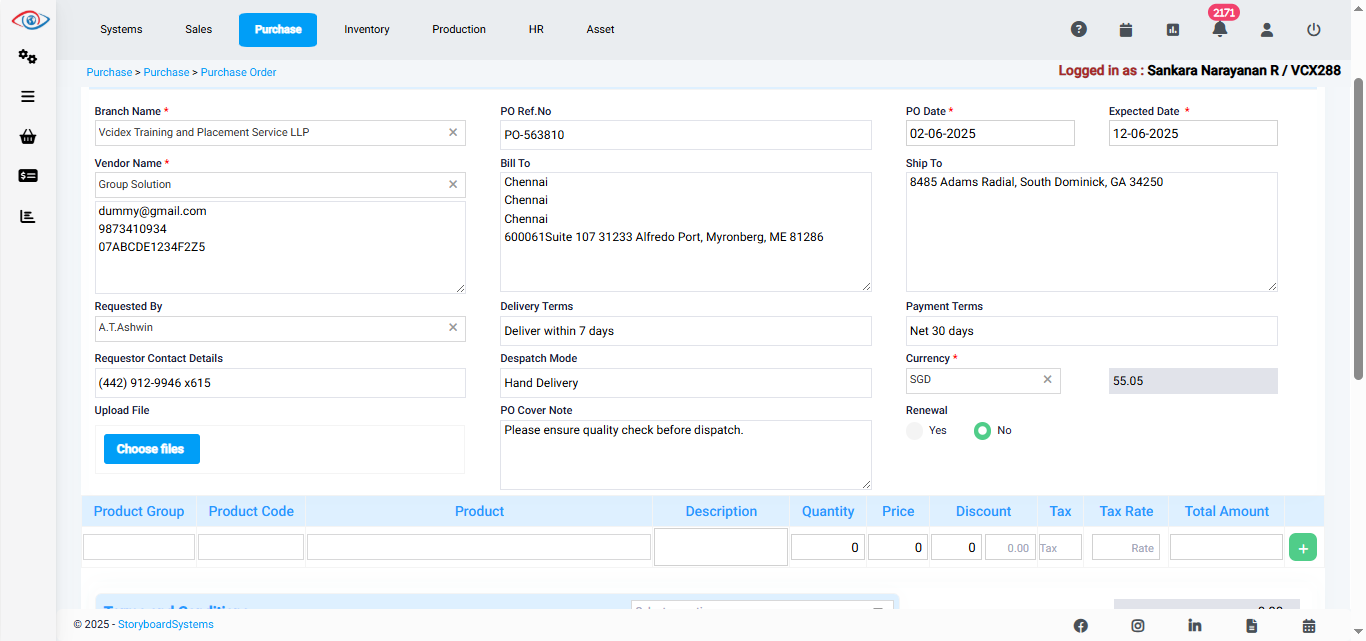 2171
Systems Sales Purchase Inventory Production HR Asset
Purchase > Purchase > Purchase Order
Logged in as : Sankara Narayanan R / VCX288
Branch Name * PO Ref.No PO Date * Expected Date *
Vcidex Training and Placement Service LLP × PO-563810 02-06-2025 12-06-2025
Vendor Name * Bill To Ship To
Group Solution ×
dummy@gmail.com
9873410934
07ABCDE1234F2Z5
Chennai
Chennai
Chennai
600061Suite 107 31233 Alfredo Port, Myronberg, ME 81286
8485 Adams Radial, South Dominick, GA 34250
Requested By Delivery Terms Payment Terms
A.T.Ashwin × Deliver within 7 days Net 30 days
Requestor Contact Details Despatch Mode Currency *
(442) 912-9946 x615 Hand Delivery SGD × 55.05
Upload File PO Cover Note Renewal
Choose files Please ensure quality check before dispatch. Yes No
Product Group Product Code Product Description Quantity Price Discount Tax Tax Rate Total Amount
0 0 0 0.00 Tax Rate +
© 2025 - StoryboardSystems